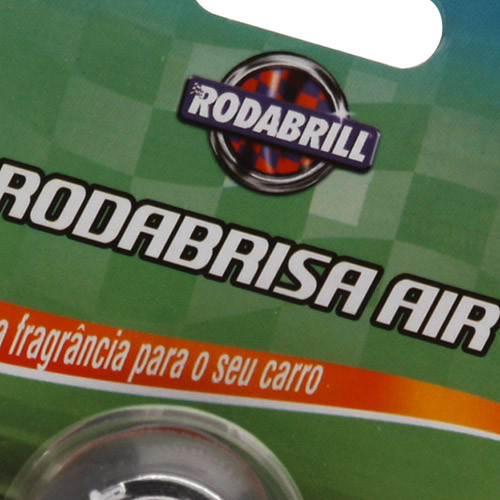 RODABRILL
RODABRISA AIR
fragrância para o seu carro